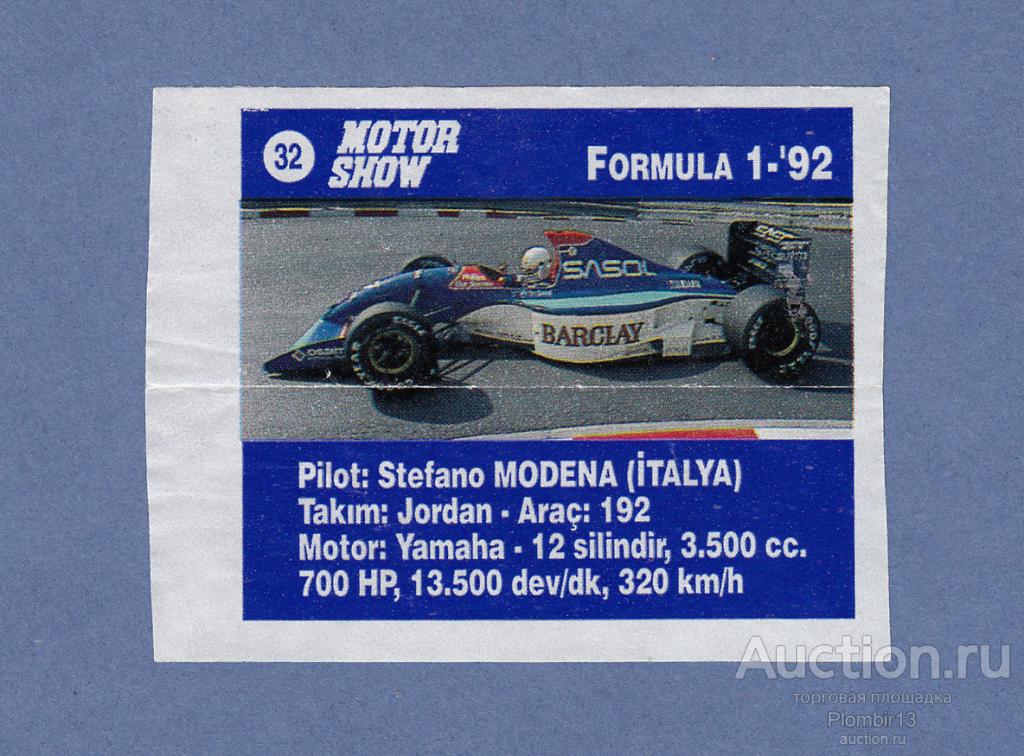 32
MOTOR
SHOW
FORMULA 1-'92
SASOL
BARCLAY
Pilot: Stefano MODENA (İTALYA)
Takım: Jordan - Araç: 192
Motor: Yamaha - 12 silindir, 3.500 cc.
700 HP, 13.500 dev/dk, 320 km/h
Auction.ru
торговая площадка
Plombir13
auction.ru